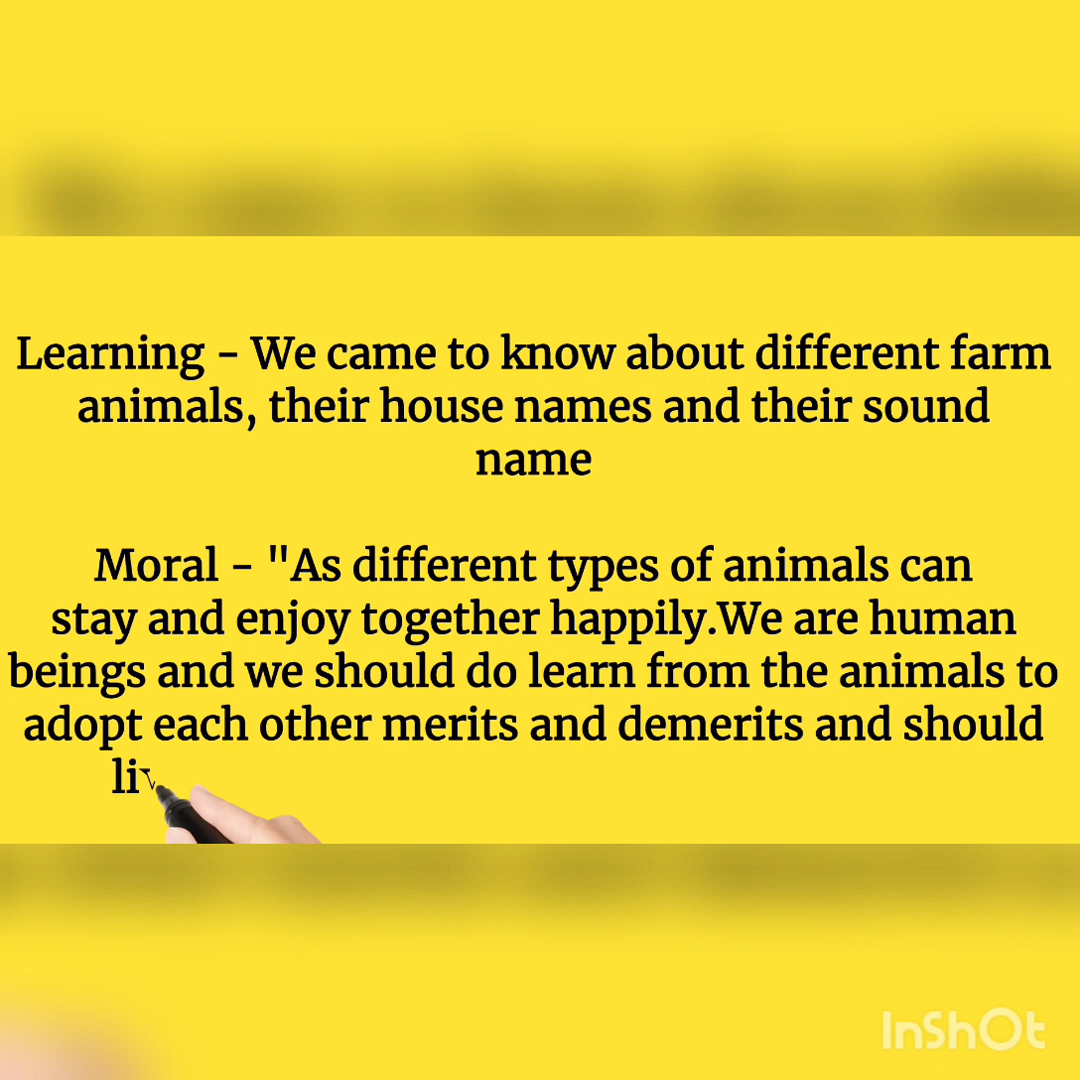 Learning - We came to know about different farm
animals, their house names and their sound
name
Moral - "As different types of animals can
stay and enjoy together happily.We are human
beings and we should do learn from the animals to
adopt each other merits and demerits and should
InShOt